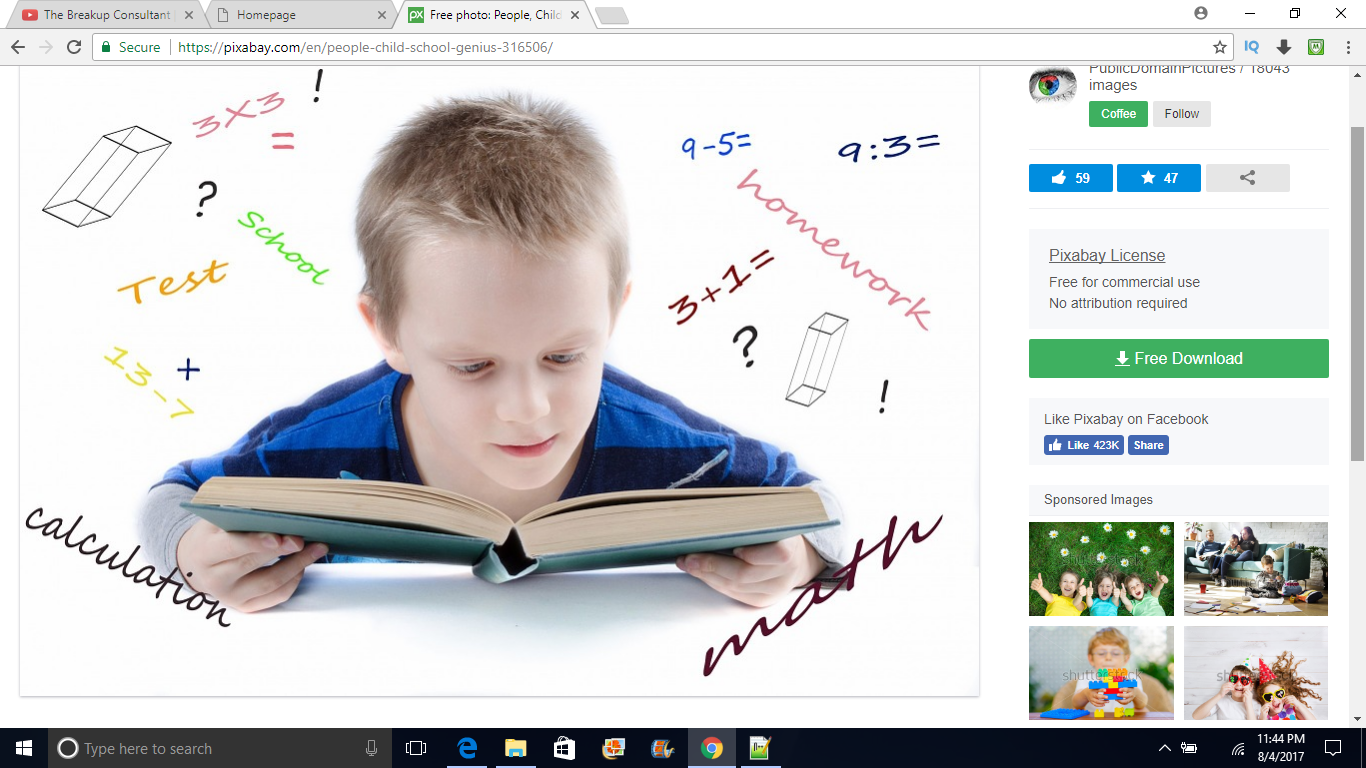 The Breakup Consultant
Homepage
Free photo: People, Child
Secure
https://pixabay.com/en/people-child-school-genius-316506/
PublicDomainPictures / 18043
images
Coffee
Follow
59
47
Pixabay License
Free for commercial use
No attribution required
Free Download
Like Pixabay on Facebook
Like 423K
Share
Sponsored Images
shutterstock
shutterstock
shutterstock
shutterstock
!
3x3
=
?
School
Test
13-7
+
calculation
9-5=
9:3=
homework
3+1=
?
!
math
Type here to search
11:44 PM
8/4/2017